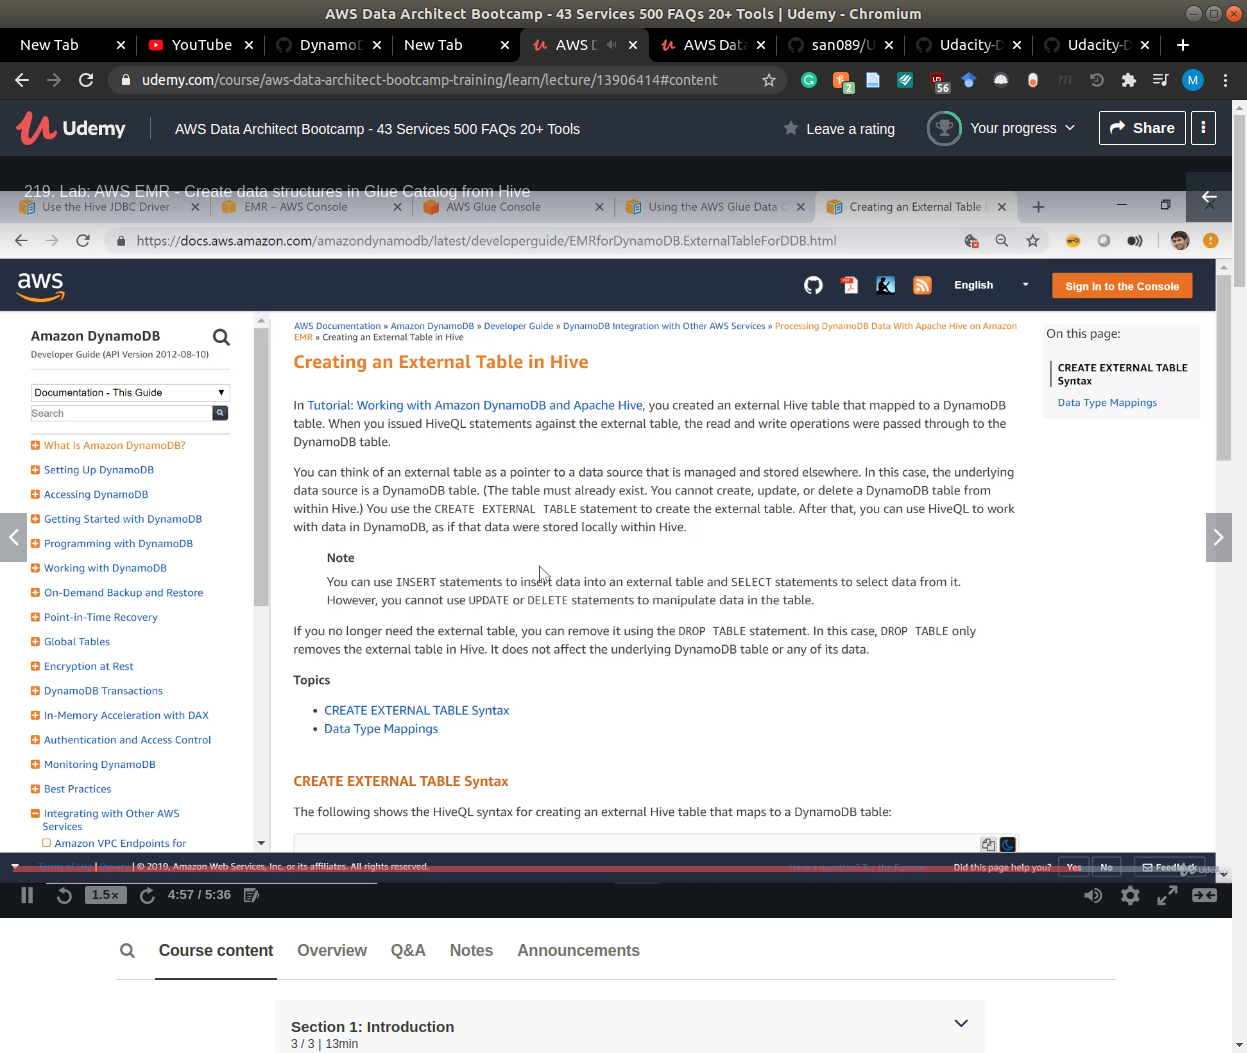 AWS Data Architect Bootcamp - 43 Services 500 FAQs 20+ Tools | Udemy - Chromium
New Tab
YouTube
Dynamo
New Tab
AWS D
AWS Dat
san089/U
Udacity-D
Udacity-D
udemy.com/course/aws-data-architect-bootcamp-training/learn/lecture/13906414#content
2
56
M
Udemy
AWS Data Architect Bootcamp - 43 Services 500 FAQs 20+ Tools
Leave a rating
Your progress
Share
219. Lab: AWS EMR - Create data structures in Glue Catalog from Hive
Use the Hive JDBC Driver
EMR – AWS Console
AWS Glue Console
Using the AWS Glue Data C
Creating an External Table
https://docs.aws.amazon.com/amazondynamodb/latest/developerguide/EMRforDynamoDB.ExternalTableForDDB.html
aws
English
Sign In to the Console
Amazon DynamoDB
Developer Guide (API Version 2012-08-10)
Documentation - This Guide
Search
What Is Amazon DynamoDB?
Setting Up DynamoDB
Accessing DynamoDB
Getting Started with DynamoDB
Programming with DynamoDB
Working with DynamoDB
On-Demand Backup and Restore
Point-in-Time Recovery
Global Tables
Encryption at Rest
DynamoDB Transactions
In-Memory Acceleration with DAX
Authentication and Access Control
Monitoring DynamoDB
Best Practices
Integrating with Other AWS
Services
Amazon VPC Endpoints for
AWS Documentation » Amazon DynamoDB » Developer Guide » DynamoDB Integration with Other AWS Services » Processing DynamoDB Data With Apache Hive on Amazon
EMR » Creating an External Table in Hive
Creating an External Table in Hive
In Tutorial: Working with Amazon DynamoDB and Apache Hive, you created an external Hive table that mapped to a DynamoDB
table. When you issued HiveQL statements against the external table, the read and write operations were passed through to the
DynamoDB table.
You can think of an external table as a pointer to a data source that is managed and stored elsewhere. In this case, the underlying
data source is a DynamoDB table. (The table must already exist. You cannot create, update, or delete a DynamoDB table from
within Hive.) You use the CREATE EXTERNAL TABLE statement to create the external table. After that, you can use HiveQL to work
with data in DynamoDB, as if that data were stored locally within Hive.
Note
You can use INSERT statements to insert data into an external table and SELECT statements to select data from it.
However, you cannot use UPDATE or DELETE statements to manipulate data in the table.
If you no longer need the external table, you can remove it using the DROP TABLE statement. In this case, DROP TABLE only
removes the external table in Hive. It does not affect the underlying DynamoDB table or any of its data.
Topics
• CREATE EXTERNAL TABLE Syntax
• Data Type Mappings
CREATE EXTERNAL TABLE Syntax
The following shows the HiveQL syntax for creating an external Hive table that maps to a DynamoDB table:
On this page:
CREATE EXTERNAL TABLE
Syntax
Data Type Mappings
Terms of Use | Privacy | © 2019, Amazon Web Services, Inc. or its affiliates. All rights reserved.
Have a question? Try the Forums.
Did this page help you?
Yes
No
Feedback
Udemy
1.5×
4:57 / 5:36
Course content
Overview
Q&A
Notes
Announcements
Section 1: Introduction
3 / 3 | 13min